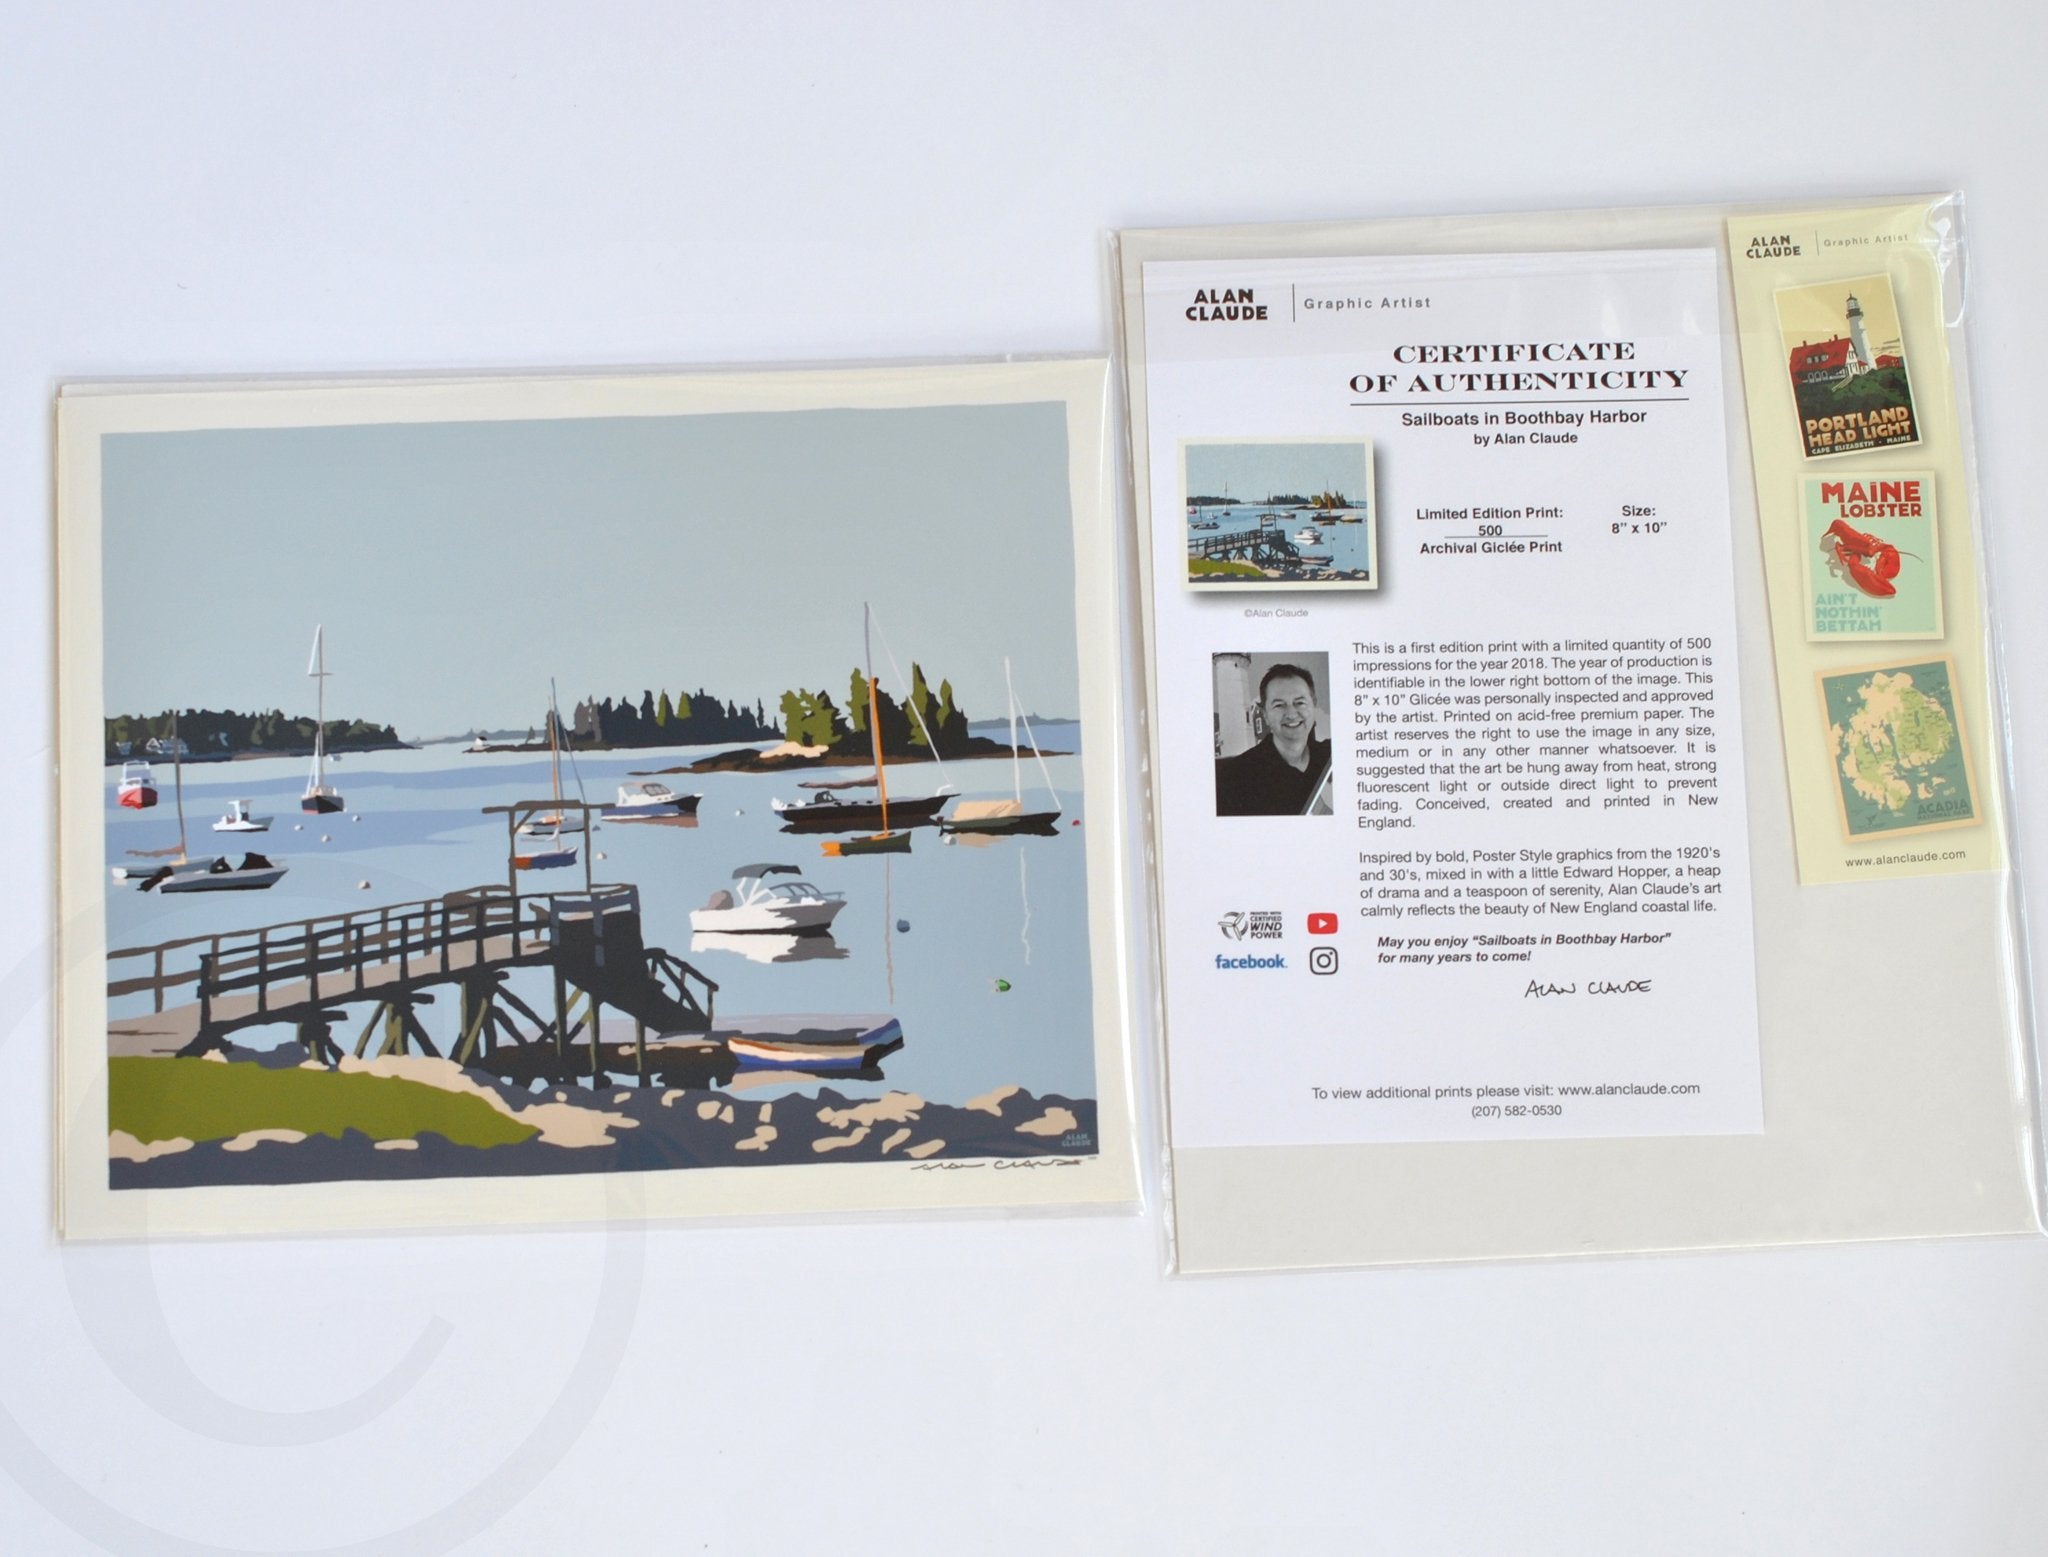 ALAN
CLAUDE
ALAN CLAUDE
ALAN
CLAUDE
Graphic Artist
CERTIFICATE
OF AUTHENTICITY
Sailboats in Boothbay Harbor
by Alan Claude
Limited Edition Print:
500
Archival Giclée Print
Size:
8” x 10”
©Alan Claude
This is a first edition print with a limited quantity of 500
impressions for the year 2018. The year of production is
identifiable in the lower right bottom of the image. This
8" x 10" Glicée was personally inspected and approved
by the artist. Printed on acid-free premium paper. The
artist reserves the right to use the image in any size,
medium or in any other manner whatsoever. It is
suggested that the art be hung away from heat, strong
fluorescent light or outside direct light to prevent
fading. Conceived, created and printed in New
England.
Inspired by bold, Poster Style graphics from the 1920's
and 30's, mixed in with a little Edward Hopper, a heap
of drama and a teaspoon of serenity, Alan Claude's art
calmly reflects the beauty of New England coastal life.
PRINTED WITH
CERTIFIED
WIND
POWER
facebook.
May you enjoy “Sailboats in Boothbay Harbor”
for many years to come!
ALAN CLAUDE
To view additional prints please visit: www.alanclaude.com
(207) 582-0530
ALAN
CLAUDE
Graphic Artist
PORTLAND
HEAD LIGHT
CAPE ELIZABETH · MAINE
MAINE
LOBSTER
AIN'T
NOTHIN'
BETTAH
ACADIA
NATIONAL PARK
www.alanclaude.com